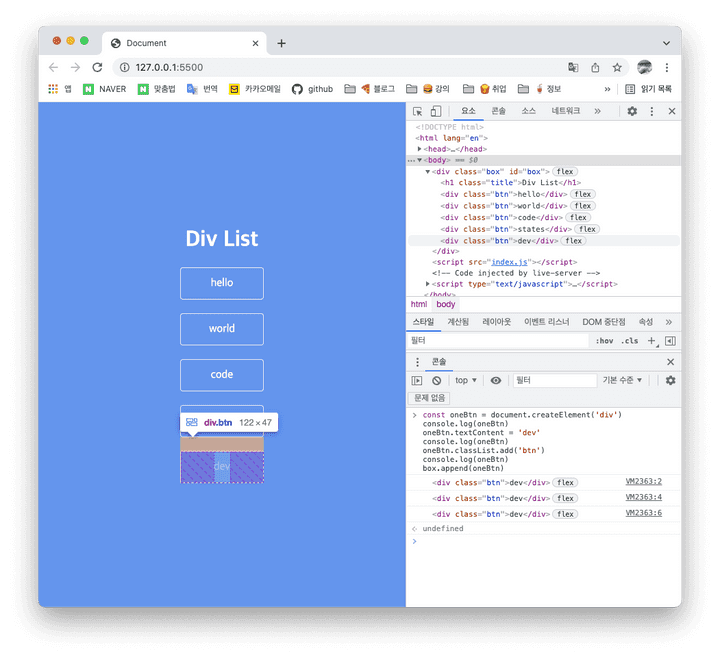 Document
127.0.0.1:5500
앱
NAVER
맞춤법
번역
카카오메일
github
블로그
강의
취업
정보
»
읽기 목록
Div List
hello
world
code
div.btn 122 × 47
dev
요소 콘솔 소스 네트워크 »
<!DOCTYPE html>
<html lang="en">
<head>…</head>
<body> == $0
<div class="box" id="box"> flex
<h1 class="title">Div List</h1>
<div class="btn">hello</div> flex
<div class="btn">world</div> flex
<div class="btn">code</div> flex
<div class="btn">states</div> flex
<div class="btn">dev</div> flex
</div>
<script src="index.js"></script>
<!-- Code injected by live-server -->
<script type="text/javascript">…</script>
</body>
html body
스타일 계산됨 레이아웃 이벤트 리스너 DOM 중단점 속성 »
필터 :hov .cls +
콘솔
top ▼ 필터 기본 수준 ▼
문제 없음
> const oneBtn = document.createElement('div')
console.log(oneBtn)
oneBtn.textContent = 'dev'
console.log(oneBtn)
oneBtn.classList.add('btn')
console.log(oneBtn)
box.append(oneBtn)
<div class="btn">dev</div> flex VM2363:2
<div class="btn">dev</div> flex VM2363:4
<div class="btn">dev</div> flex VM2363:6
undefined
>